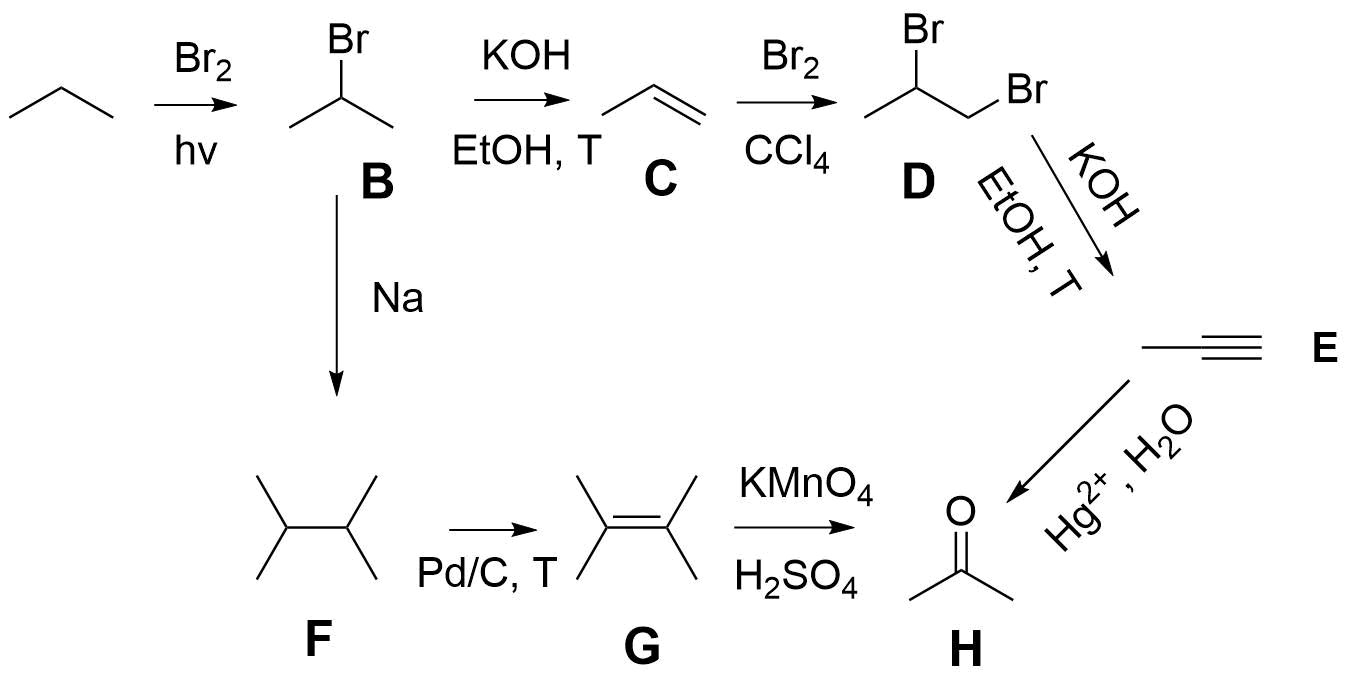 Br₂
hv
Br
B
KOH
EtOH, T
C
Br₂
CCl₄
Br
Br
D
KOH
EtOH, T
E
Na
Hg²⁺, H₂O
F
Pd/C, T
G
KMnO₄
H₂SO₄
O
H